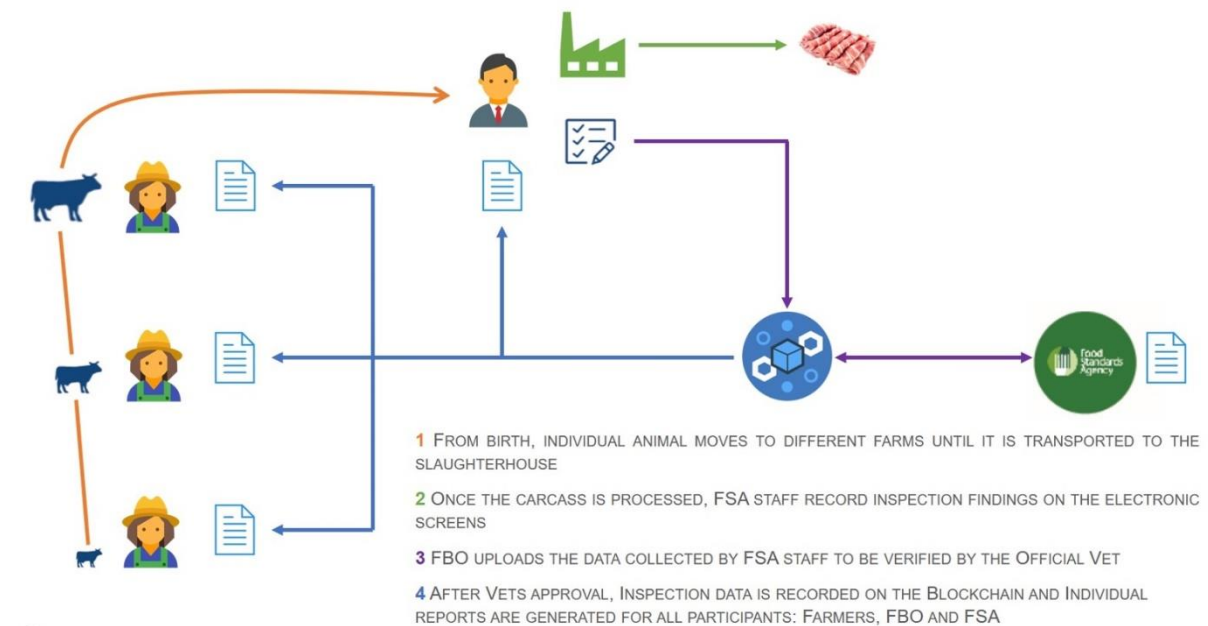 Food
Standards
Agency
1 FROM BIRTH, INDIVIDUAL ANIMAL MOVES TO DIFFERENT FARMS UNTIL IT IS TRANSPORTED TO THE
SLAUGHTERHOUSE
2 ONCE THE CARCASS IS PROCESSED, FSA STAFF RECORD INSPECTION FINDINGS ON THE ELECTRONIC
SCREENS
3 FBO UPLOADS THE DATA COLLECTED BY FSA STAFF TO BE VERIFIED BY THE OFFICIAL VET
4 AFTER VETS APPROVAL, INSPECTION DATA IS RECORDED ON THE BLOCKCHAIN AND INDIVIDUAL
REPORTS ARE GENERATED FOR ALL PARTICIPANTS: FARMERS, FBO AND FSA